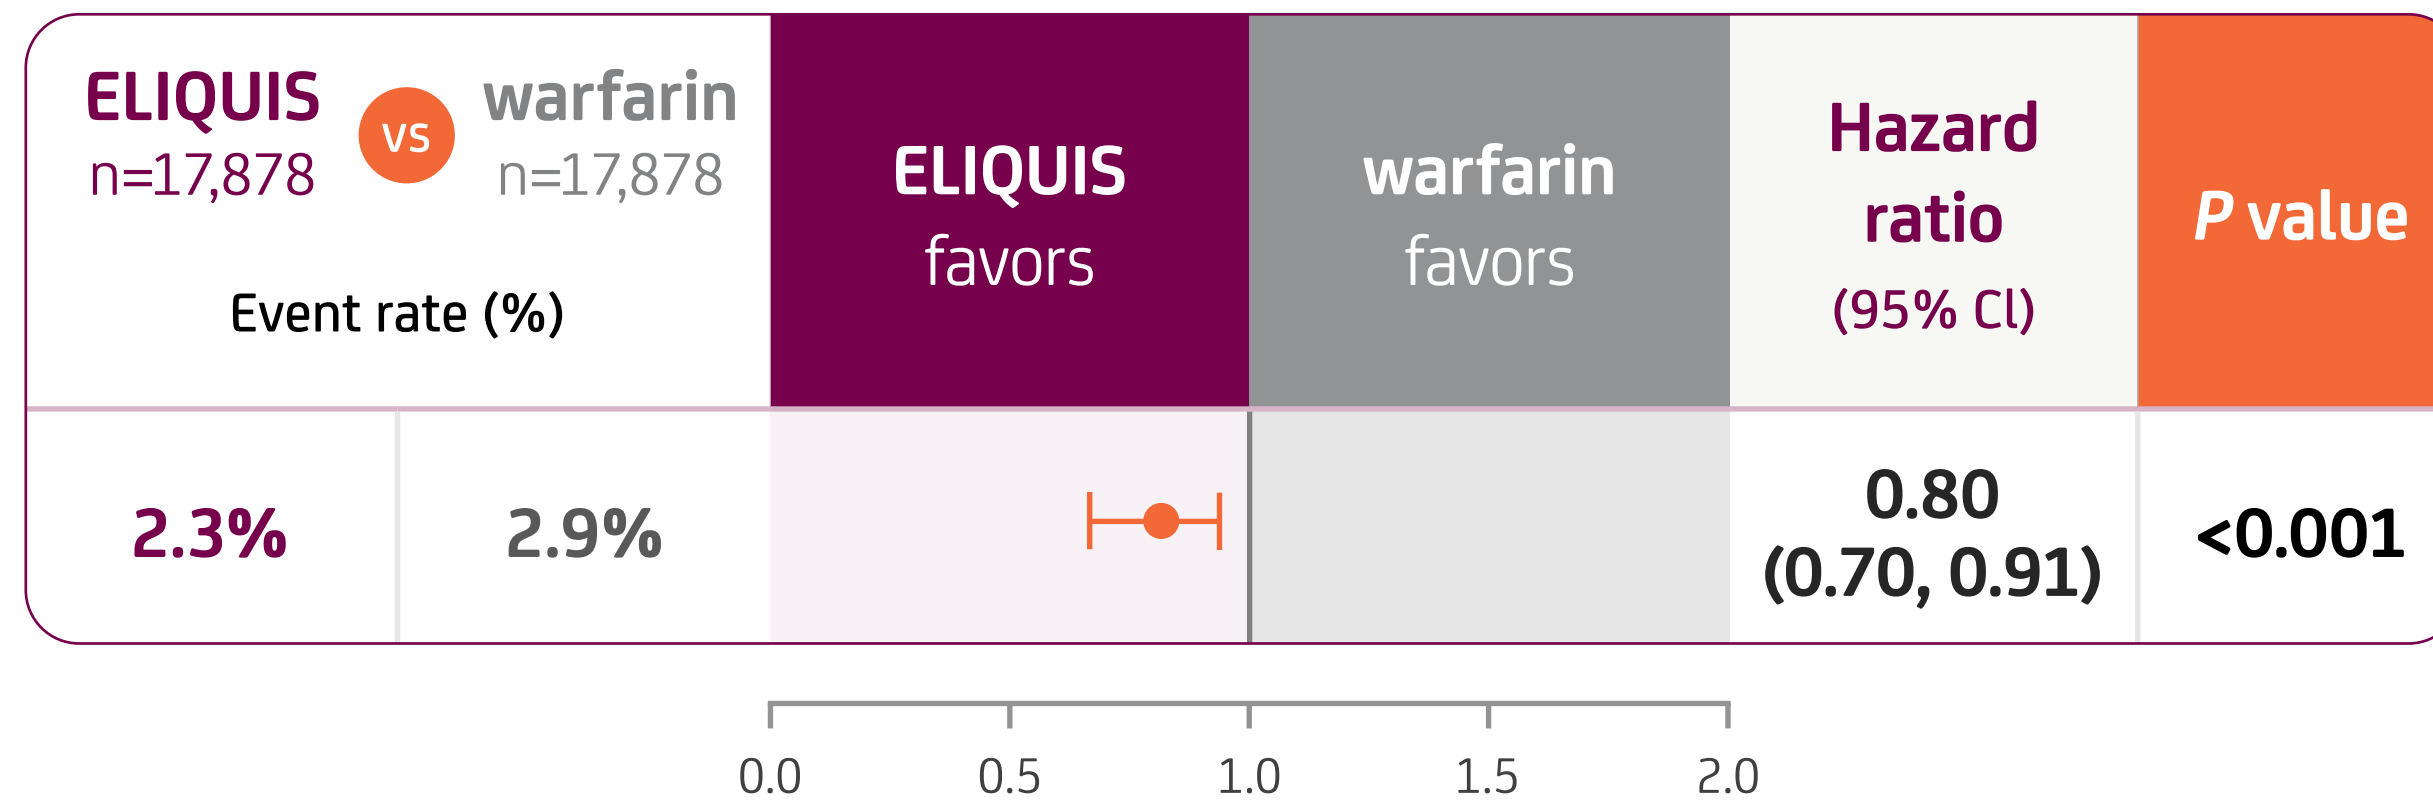 ELIQUIS vs warfarin
n=17,878 n=17,878
Event rate (%)
ELIQUIS
favors
warfarin
favors
Hazard
ratio
(95% Cl)
P value
2.3% 2.9%
0.80
(0.70, 0.91)
<0.001
0.0 0.5 1.0 1.5 2.0